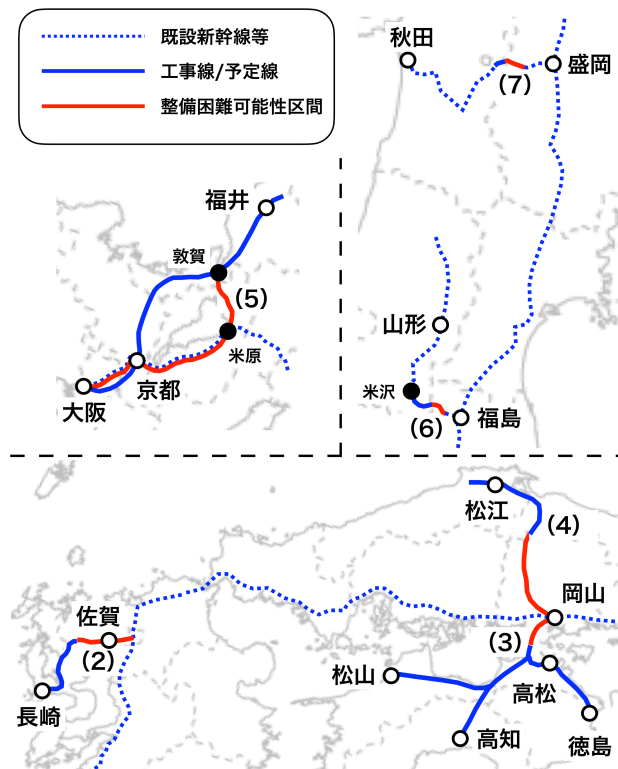 既設新幹線等
工事線/予定線
整備困難可能性区間
秋田
盛岡
(7)
福井
敦賀
(5)
米原
京都
大阪
山形
米沢
(6)
福島
松江
(4)
岡山
佐賀
(2)
(3)
松山
高松
長崎
高知
徳島